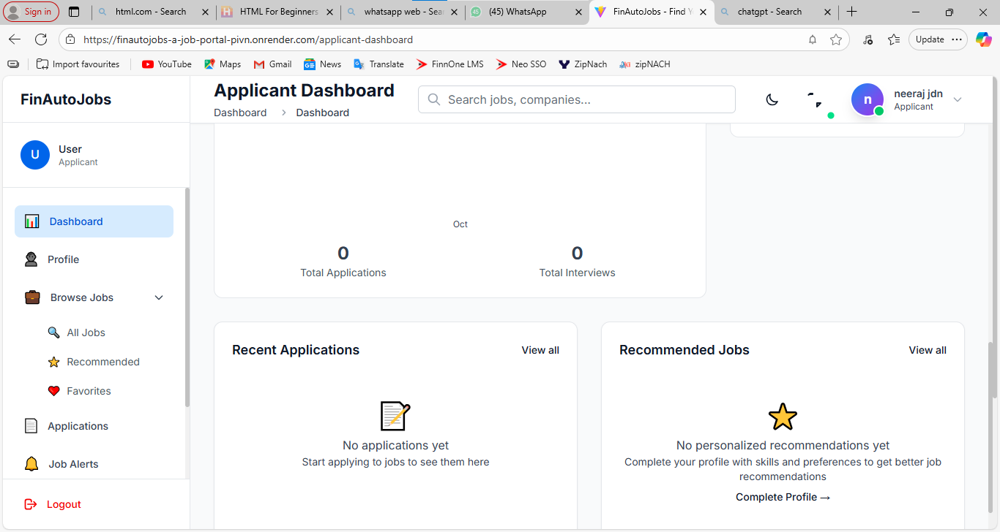 Sign in
html.com - Search
HTML For Beginners
whatsapp web - Sea
(45) WhatsApp
FinAutoJobs - Find Y
chatgpt - Search
https://finautojobs-a-job-portal-pivn.onrender.com/applicant-dashboard
Update
Import favourites
YouTube
Maps
Gmail
News
Translate
FinnOne LMS
Neo SSO
ZipNach
zipNACH
FinAutoJobs
Applicant Dashboard
Dashboard > Dashboard
Search jobs, companies...
n
neeraj jdn
Applicant
U
User
Applicant
Dashboard
Profile
Browse Jobs
All Jobs
Recommended
Favorites
Applications
Job Alerts
Logout
Oct
0
Total Applications
0
Total Interviews
Recent Applications
View all
No applications yet
Start applying to jobs to see them here
Recommended Jobs
View all
No personalized recommendations yet
Complete your profile with skills and preferences to get better job
recommendations
Complete Profile →